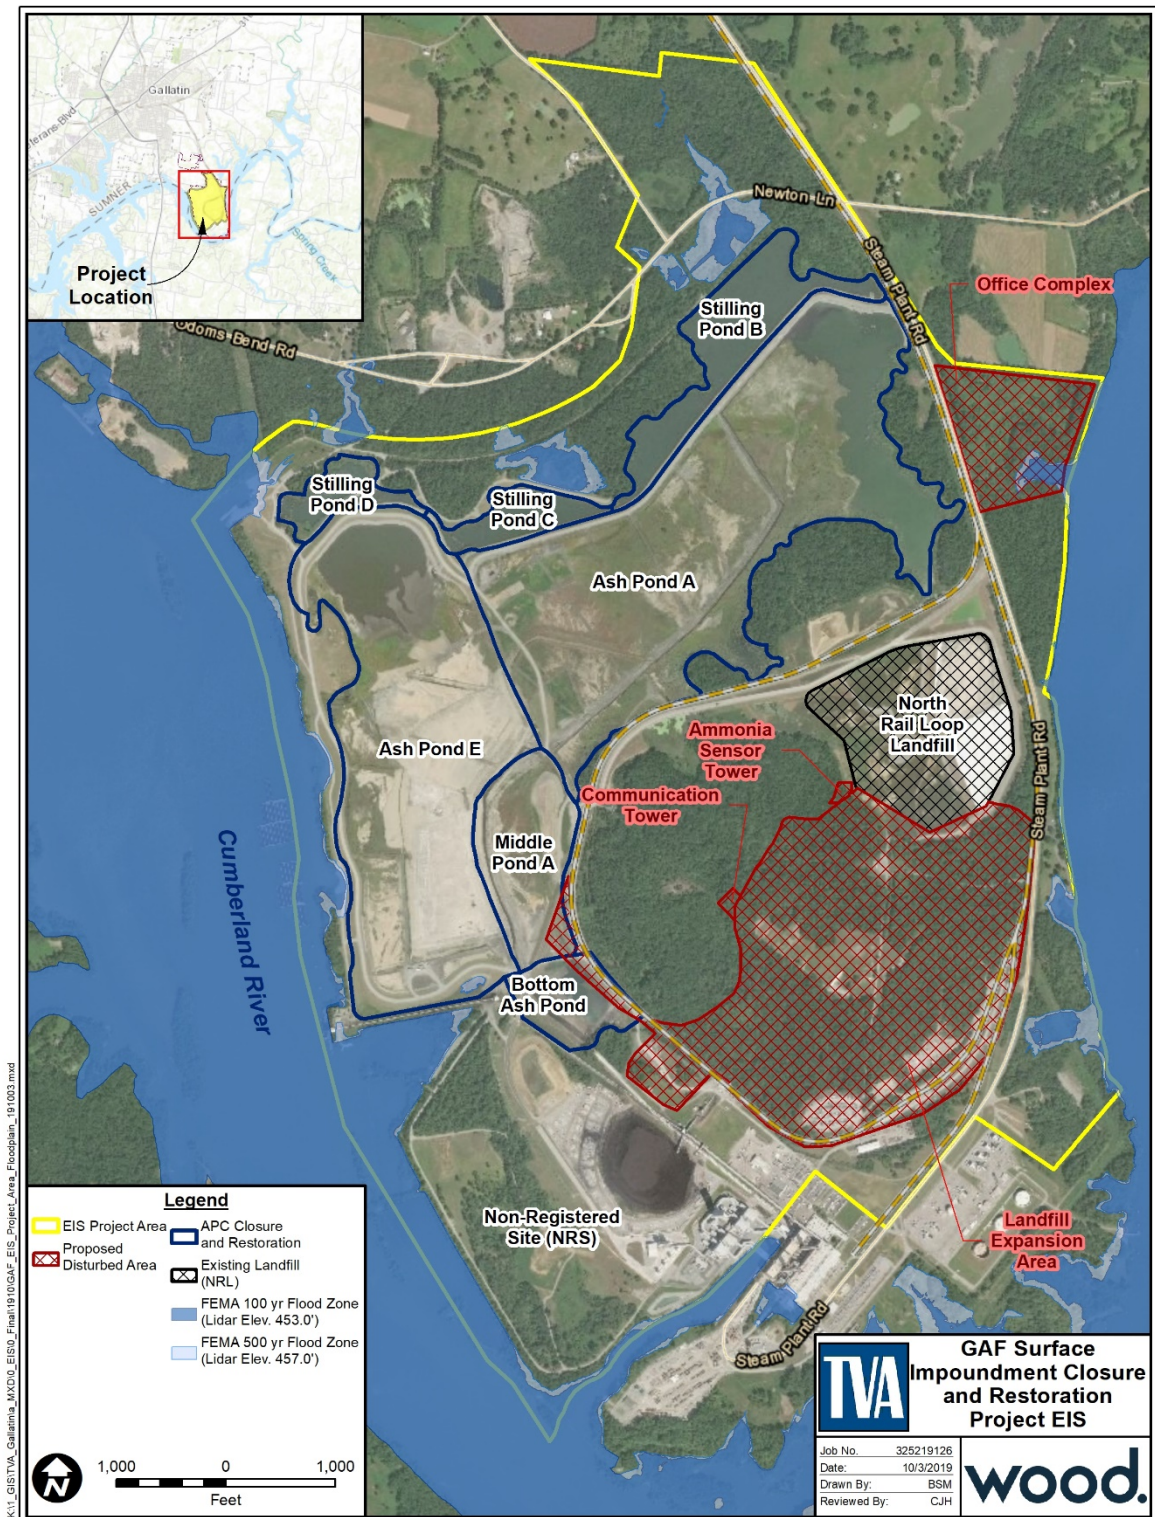 Gallatin
Veterans Blvd
SUMNER
Spring Creek
Project
Location
Newton Ln
Steam Plant Rd
Office Complex
Odoms Bend Rd
Stilling
Pond B
Stilling
Pond D
Stilling
Pond C
Ash Pond A
North
Rail Loop
Landfill
Ammonia
Sensor
Tower
Communication
Tower
Ash Pond E
Steam Plant Rd
Middle
Pond A
Cumberland River
Bottom
Ash Pond
Non-Registered
Site (NRS)
Landfill
Expansion
Area
Steam Plant Rd
Legend
EIS Project Area
Proposed
Disturbed Area
APC Closure
and Restoration
Existing Landfill
(NRL)
FEMA 100 yr Flood Zone
(Lidar Elev. 453.0')
FEMA 500 yr Flood Zone
(Lidar Elev. 457.0')
N
1,000 0 1,000
Feet
TVA
GAF Surface
Impoundment Closure
and Restoration
Project EIS
Job No. 325219126
Date: 10/3/2019
Drawn By: BSM
Reviewed By: CJH
wood.